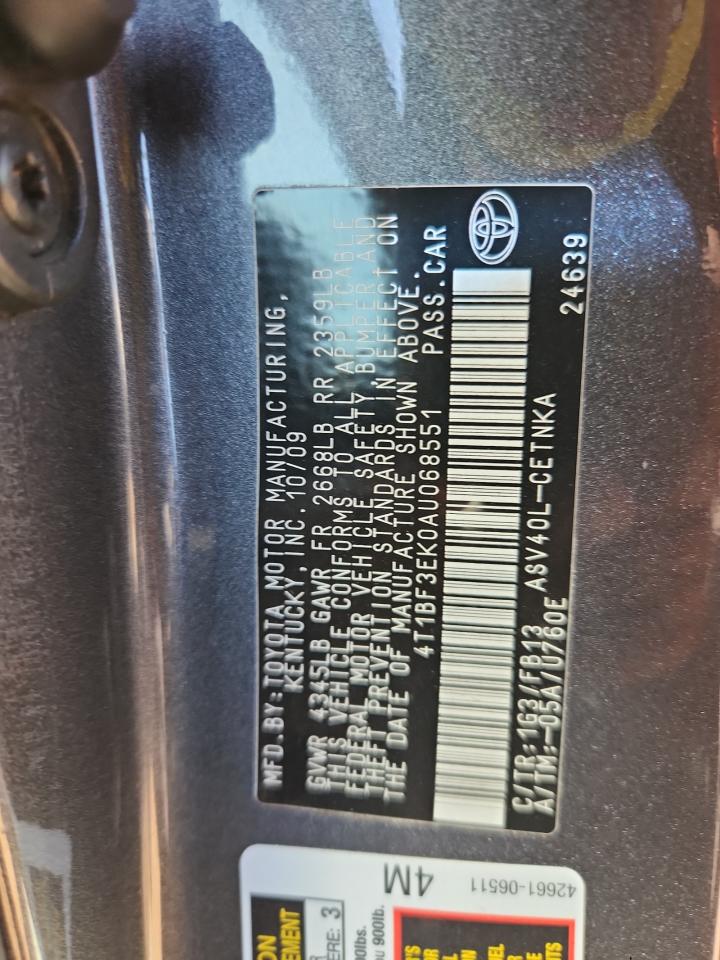 MFD.BY:TOYOTA MOTOR MANUFACTURING,
KENTUCKY, INC. 10/09
GVWR 4345LB GAWR FR 2668LB RR 2359LB
THIS VEHICLE CONFORMS TO ALL APPLICABLE
FEDERAL MOTOR VEHICLE SAFETY, BUMPER AND
THEFT PREVENTION STANDARDS IN EFFECT ON
THE DATE OF MANUFACTURE SHOWN ABOVE.
4T1BF3EK0AU068551 PASS.CAR
C/TR:1G3/FB13 ASV40L-CETNKA
A/TM:-05A/U760E 24639
4M
42661-06511
3
900lb.